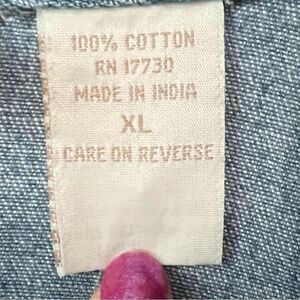 100% COTTON
RN 17730
MADE IN INDIA
XL
CARE ON REVERSE